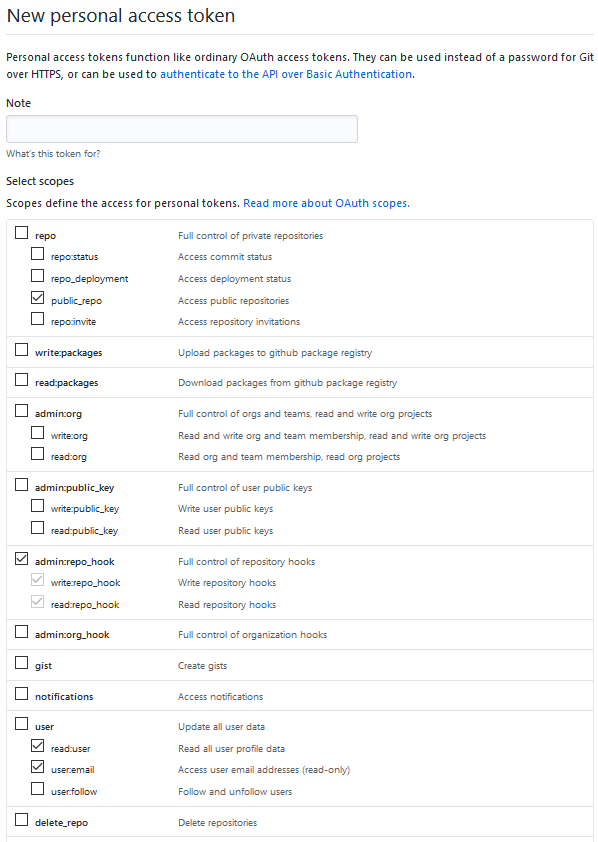 New personal access token
Personal access tokens function like ordinary OAuth access tokens. They can be used instead of a password for Git
over HTTPS, or can be used to authenticate to the API over Basic Authentication.
Note
What's this token for?
Select scopes
Scopes define the access for personal tokens. Read more about OAuth scopes.
repo Full control of private repositories
repo:status Access commit status
repo_deployment Access deployment status
public_repo Access public repositories
repo:invite Access repository invitations
write:packages Upload packages to github package registry
read:packages Download packages from github package registry
admin:org Full control of orgs and teams, read and write org projects
write:org Read and write org and team membership, read and write org projects
read:org Read org and team membership, read org projects
admin:public_key Full control of user public keys
write:public_key Write user public keys
read:public_key Read user public keys
admin:repo_hook Full control of repository hooks
write:repo_hook Write repository hooks
read:repo_hook Read repository hooks
admin:org_hook Full control of organization hooks
gist Create gists
notifications Access notifications
user Update all user data
read:user Read all user profile data
user:email Access user email addresses (read-only)
user:follow Follow and unfollow users
delete_repo Delete repositories